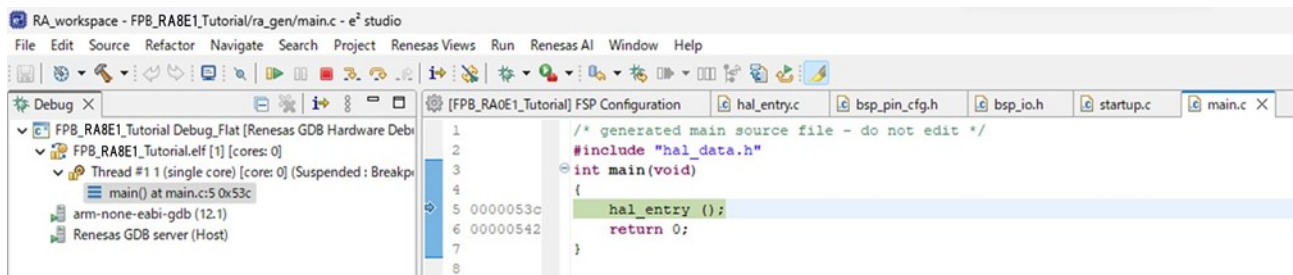 RA_workspace - FPB_RA8E1_Tutorial/ra_gen/main.c - e² studio
File Edit Source Refactor Navigate Search Project Renesas Views Run Renesas AI Window Help
Debug
[FPB_RA0E1_Tutorial] FSP Configuration
hal_entry.c
bsp_pin_cfg.h
bsp_io.h
startup.c
main.c
FPB_RA8E1_Tutorial Debug_Flat [Renesas GDB Hardware Deb
FPB_RA8E1_Tutorial.elf [1] [cores: 0]
Thread #1 1 (single core) [core: 0] (Suspended : Breakp
main() at main.c:5 0x53c
arm-none-eabi-gdb (12.1)
Renesas GDB server (Host)
1 /* generated main source file - do not edit */
2 #include "hal_data.h"
3 int main(void)
4 {
5 0000053c hal_entry ();
6 00000542 return 0;
7 }
8